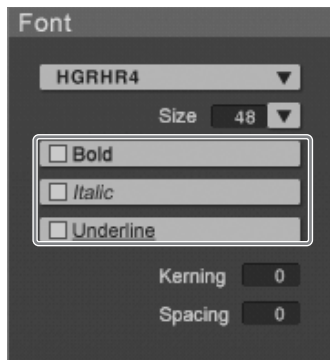 Font
HGRHR4
Size 48
Bold
Italic
Underline
Kerning 0
Spacing 0